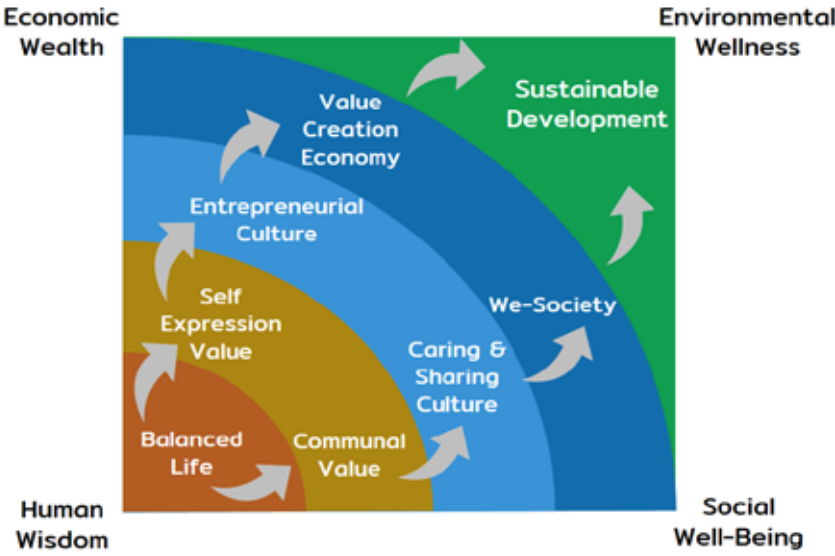 Economic
Wealth
Environmental
Wellness
Sustainable
Development
Value
Creation
Economy
Entrepreneurial
Culture
We-Society
Self
Expression
Value
Caring &
Sharing
Culture
Balanced
Life
Communal
Value
Human
Wisdom
Social
Well-Being